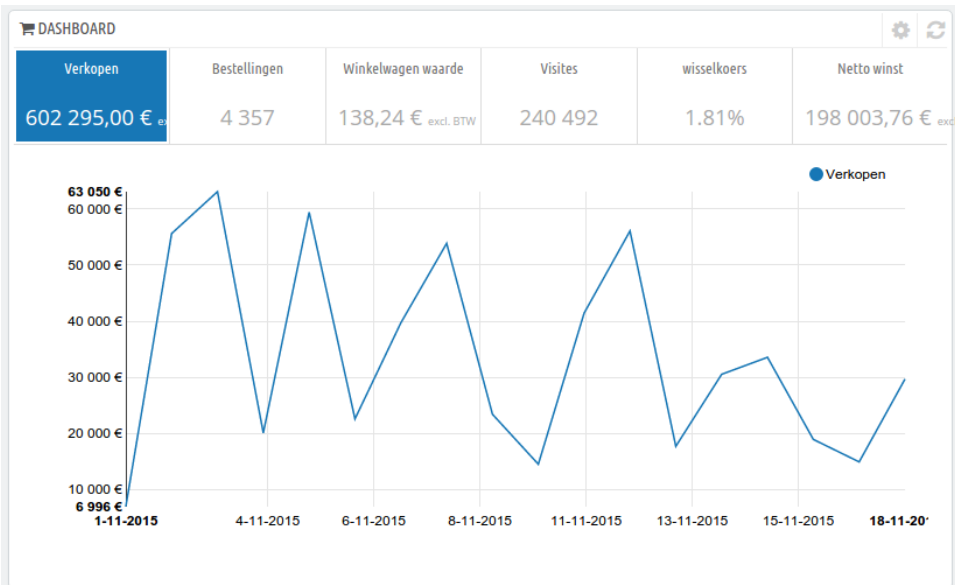 DASHBOARD
Verkopen Bestellingen Winkelwagen waarde Visites wisselkoers Netto winst
602 295,00 € 4 357 138,24 € excl. BTW 240 492 1.81% 198 003,76 €
Verkopen
63 050 €
60 000 €
50 000 €
40 000 €
30 000 €
20 000 €
10 000 €
6 996 €
1-11-2015 4-11-2015 6-11-2015 8-11-2015 11-11-2015 13-11-2015 15-11-2015 18-11-20